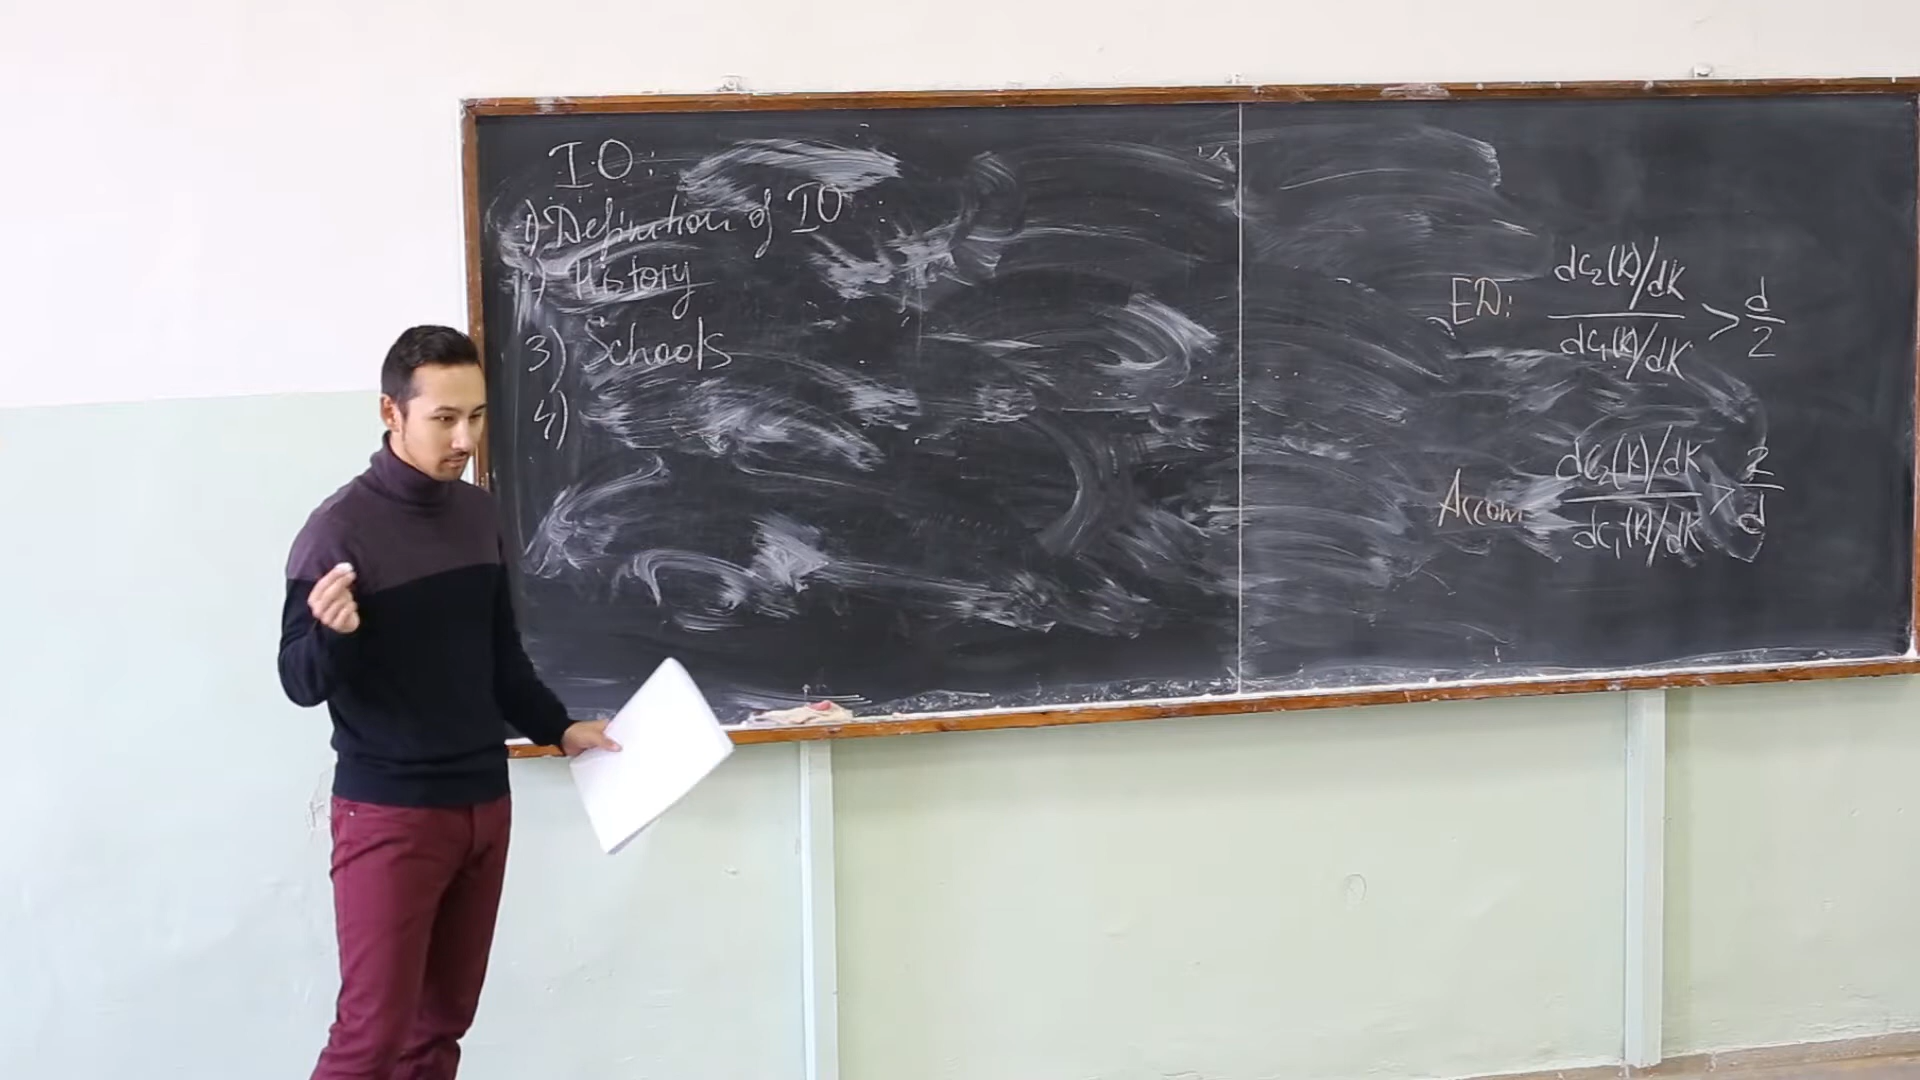 IO:
1) Definition of IO
2) History
3) Schools
4)
ED: dC₂(K)/dK / dC₁(K)/dK > d/2
Accom dC₂(K)/dK / dC₁(K)/dK > 2/d